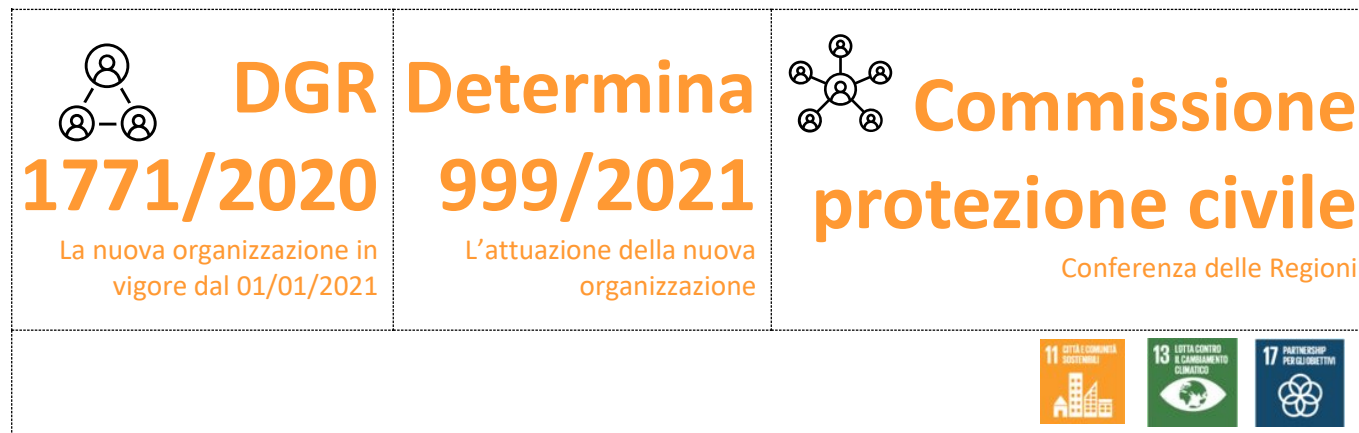 DGR
1771/2020
La nuova organizzazione in
vigore dal 01/01/2021
Determina
999/2021
L’attuazione della nuova
organizzazione
Commissione
protezione civile
Conferenza delle Regioni
11 CITTÀ E COMUNITÀ
SOSTENIBILI
13 LOTTA CONTRO
IL CAMBIAMENTO
CLIMATICO
17 PARTNERSHIP
PER GLI OBIETTIVI